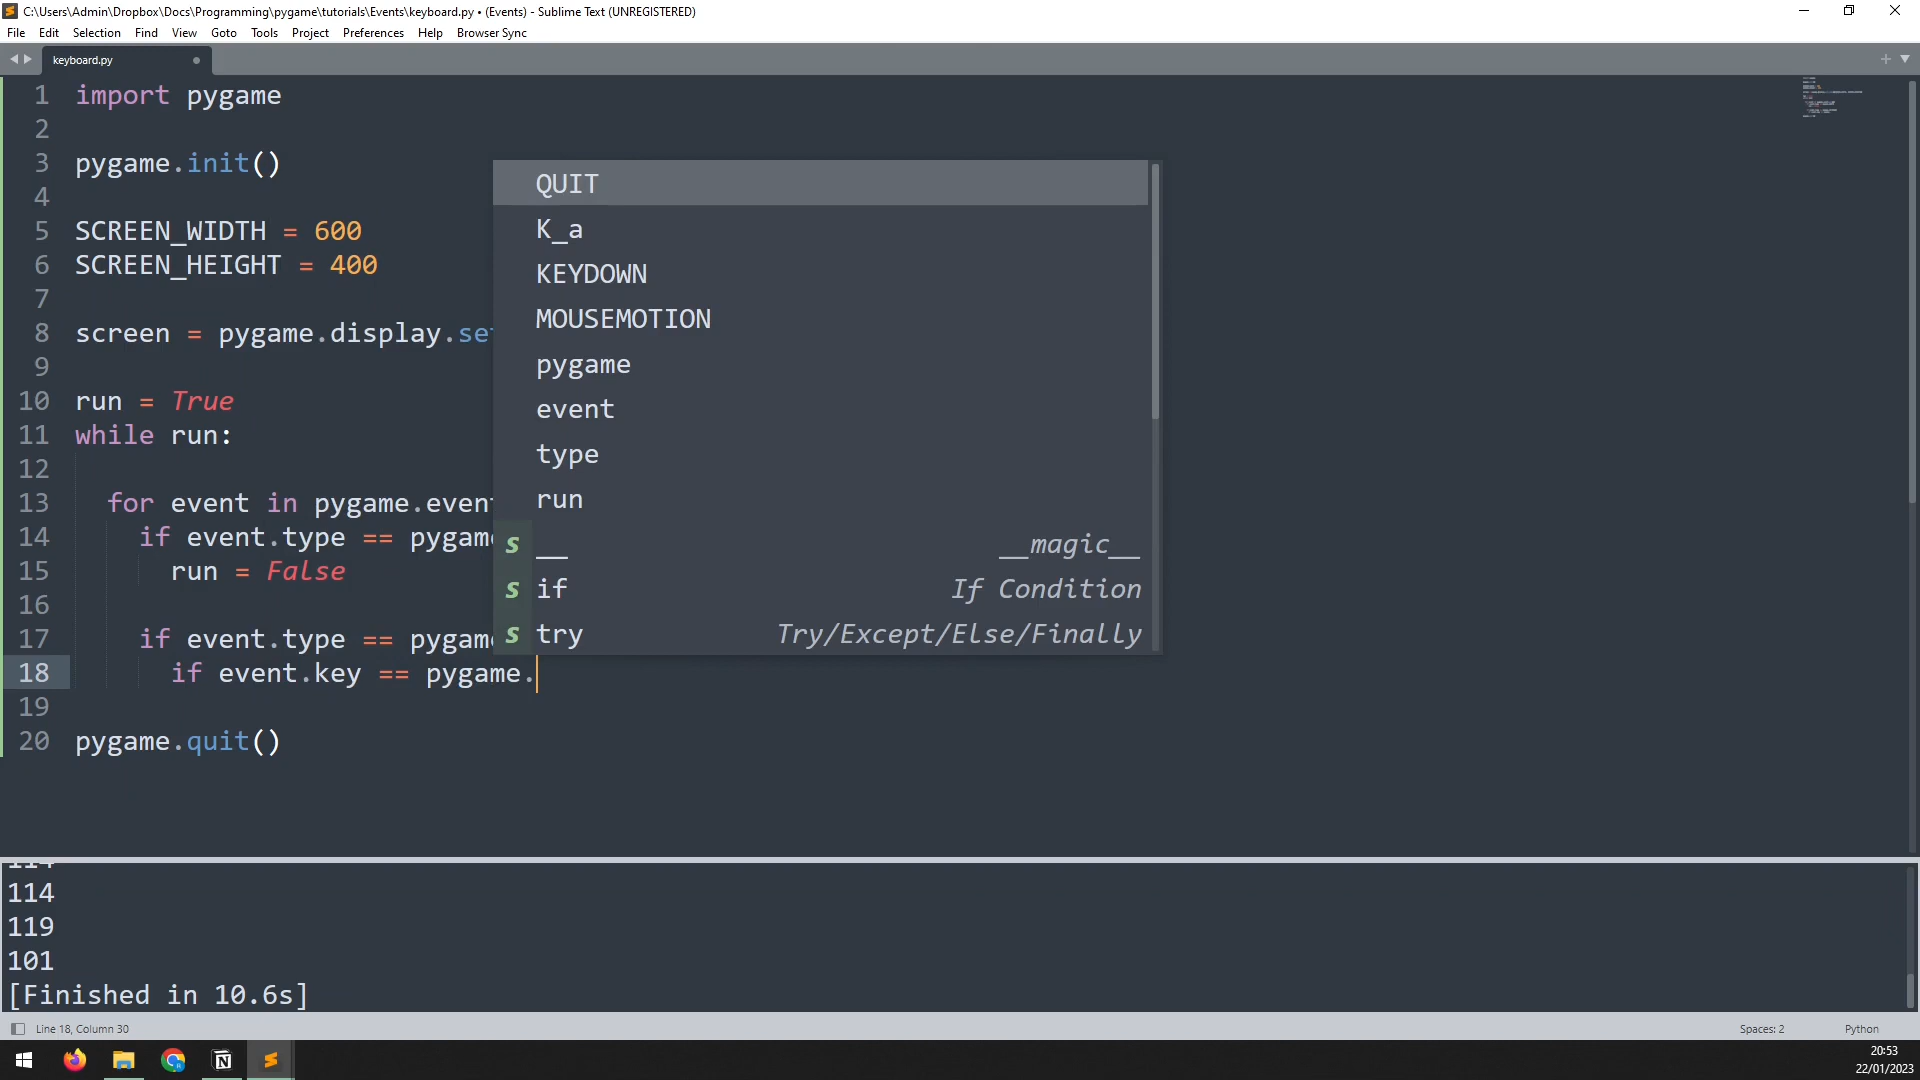 C:\Users\Admin\Dropbox\Docs\Programming\pygame\tutorials\Events\keyboard.py • (Events) - Sublime Text (UNREGISTERED)
File Edit Selection Find View Goto Tools Project Preferences Help Browser Sync
keyboard.py
1 import pygame
2
3 pygame.init()
4
5 SCREEN_WIDTH = 600
6 SCREEN_HEIGHT = 400
7
8 screen = pygame.display.set
9
10 run = True
11 while run:
12
13 for event in pygame.event
14 if event.type == pygame
15 run = False
16
17 if event.type == pygame
18 if event.key == pygame.
19
20 pygame.quit()
QUIT
K_a
KEYDOWN
MOUSEMOTION
pygame
event
type
run
s __ __magic__
s if If Condition
s try Try/Except/Else/Finally
114
114
119
101
[Finished in 10.6s]
Line 18, Column 30
Spaces: 2 Python
20:53
22/01/2023